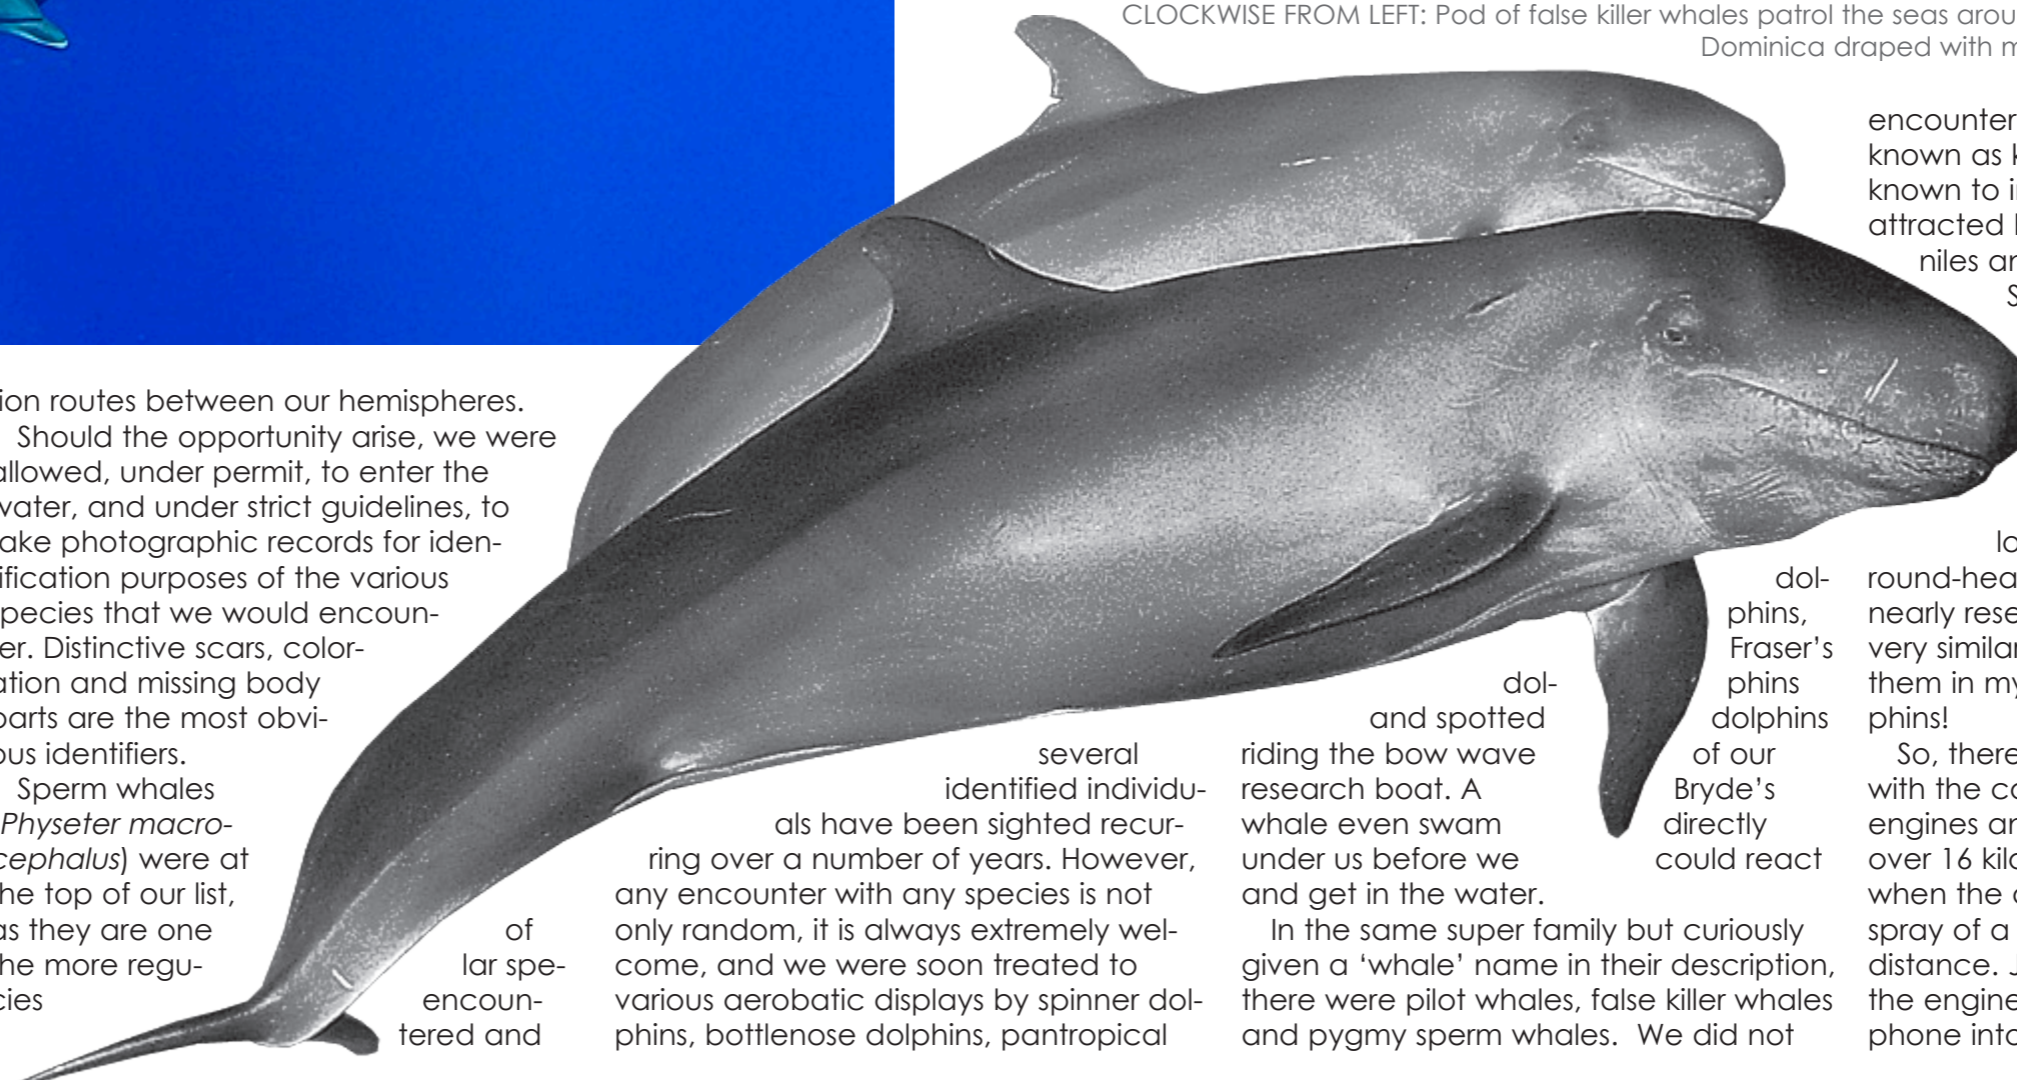 CLOCKWISE FROM LEFT: Pod of false killer whales patrol the seas arou
Dominica draped with m
ion routes between our hemispheres.
Should the opportunity arise, we were
allowed, under permit, to enter the
water, and under strict guidelines, to
ake photographic records for iden-
ification purposes of the various
species that we would encoun-
er. Distinctive scars, color-
ation and missing body
parts are the most obvi-
ous identifiers.
Sperm whales
Physeter macro-
cephalus) were at
he top of our list,
as they are one of
he more regu- lar spe-
cies encoun-
tered and
several
identified individu-
als have been sighted recur-
ring over a number of years. However,
any encounter with any species is not
only random, it is always extremely wel-
come, and we were soon treated to
various aerobatic displays by spinner dol-
phins, bottlenose dolphins, pantropical
dol-
phins,
Fraser's
dol- phins
and spotted dolphins
riding the bow wave of our
research boat. A Bryde's
whale even swam directly
under us before we could react
and get in the water.
In the same super family but curiously
given a 'whale' name in their description,
there were pilot whales, false killer whales
and pygmy sperm whales. We did not
encounter
known as k
known to i
attracted
niles ar
S
lo
round-hea
nearly rese
very similar
them in my
phins!
So, there
with the co
engines ar
over 16 kilo
when the
spray of a
distance. J
the engine
phone into